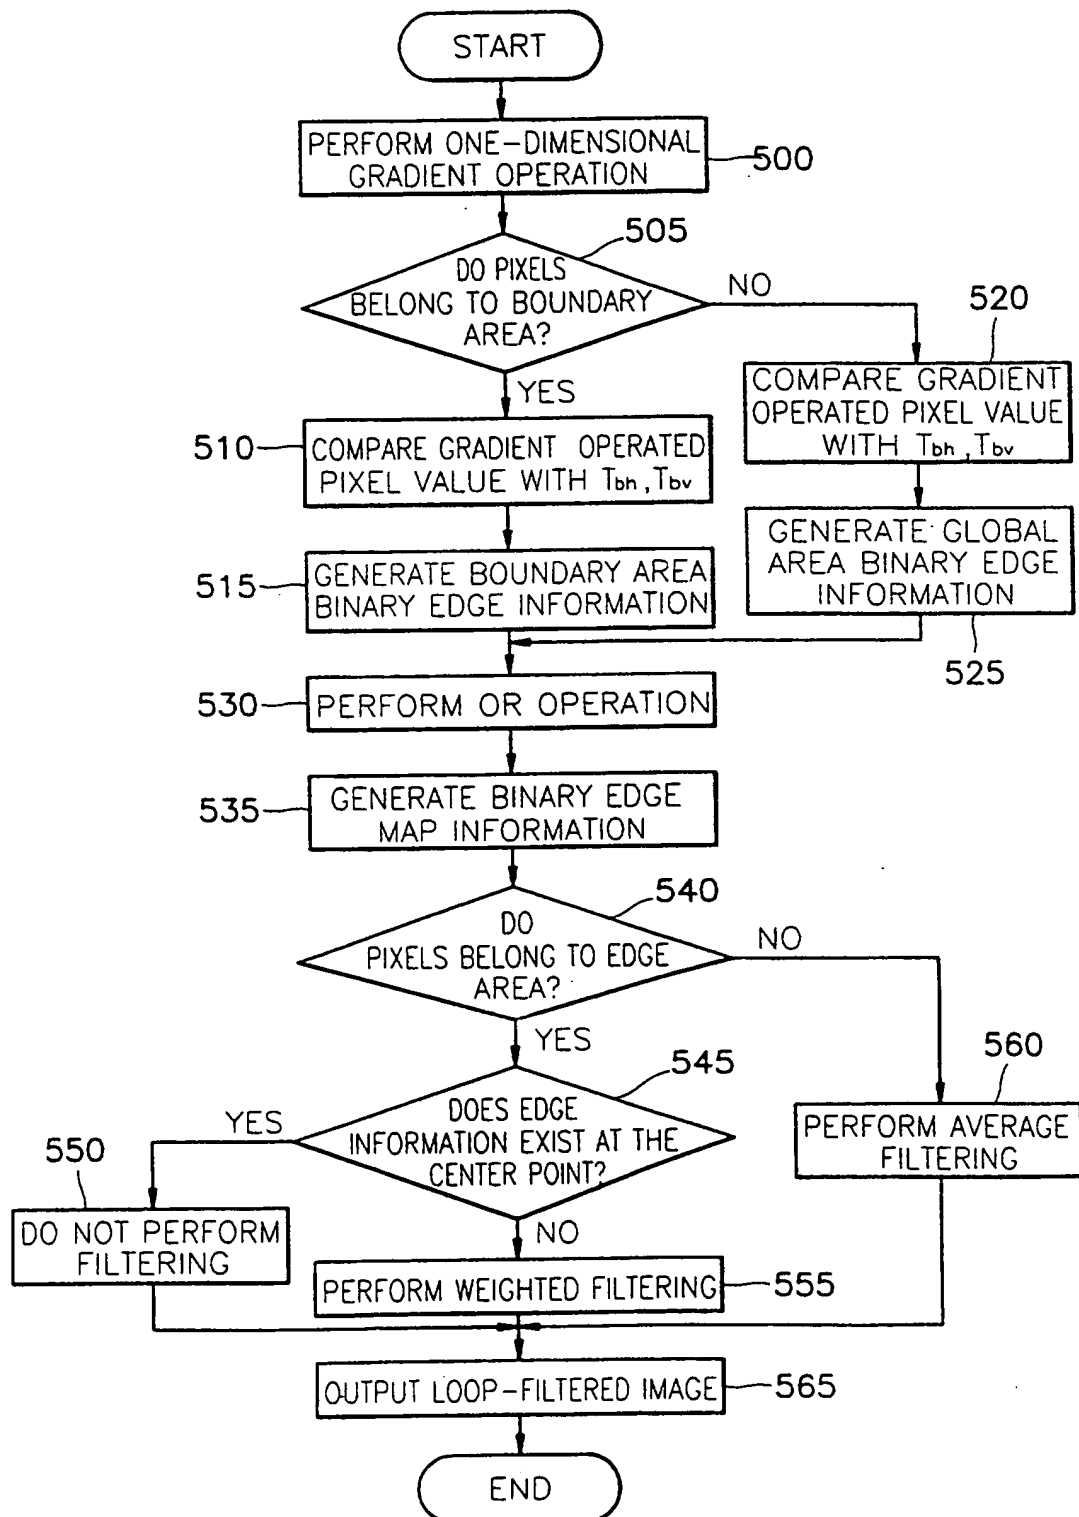 START
PERFORM ONE-DIMENSIONAL
GRADIENT OPERATION
500
505
DO PIXELS
BELONG TO BOUNDARY
AREA?
NO
YES
520
COMPARE GRADIENT
OPERATED PIXEL VALUE
WITH Tbh, Tbv
510
COMPARE GRADIENT OPERATED
PIXEL VALUE WITH Tbh, Tbv
GENERATE GLOBAL
AREA BINARY EDGE
INFORMATION
525
515
GENERATE BOUNDARY AREA
BINARY EDGE INFORMATION
530
PERFORM OR OPERATION
535
GENERATE BINARY EDGE
MAP INFORMATION
540
DO
PIXELS BELONG TO EDGE
AREA?
NO
YES
545
DOES EDGE
INFORMATION EXIST AT THE
CENTER POINT?
YES
NO
560
PERFORM AVERAGE
FILTERING
550
DO NOT PERFORM
FILTERING
PERFORM WEIGHTED FILTERING
555
OUTPUT LOOP-FILTERED IMAGE
565
END